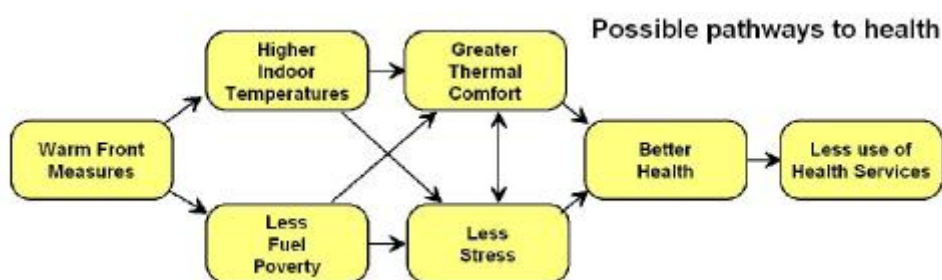 Possible pathways to health
Higher
Indoor
Temperatures
Greater
Thermal
Comfort
Warm Front
Measures
Better
Health
Less use of
Health Services
Less
Fuel
Poverty
Less
Stress